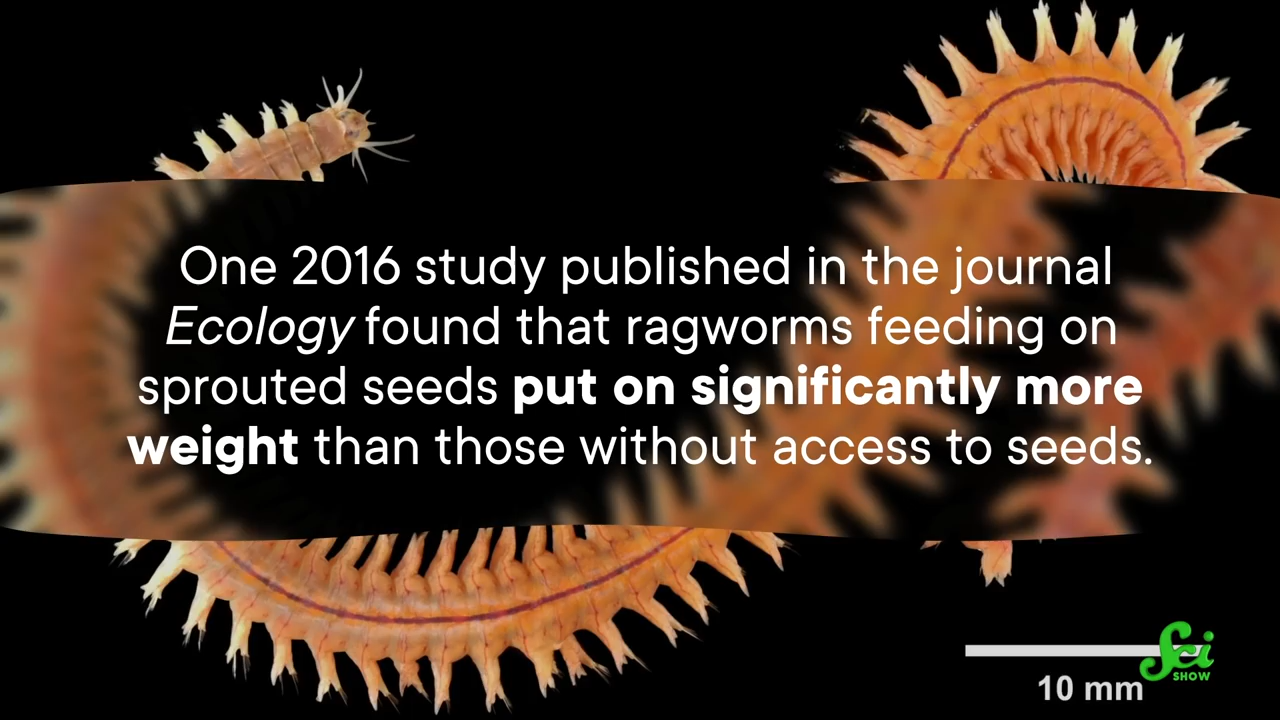 One 2016 study published in the journal
Ecology found that ragworms feeding on
sprouted seeds put on significantly more
weight than those without access to seeds.
10 mm
Sci
SHOW